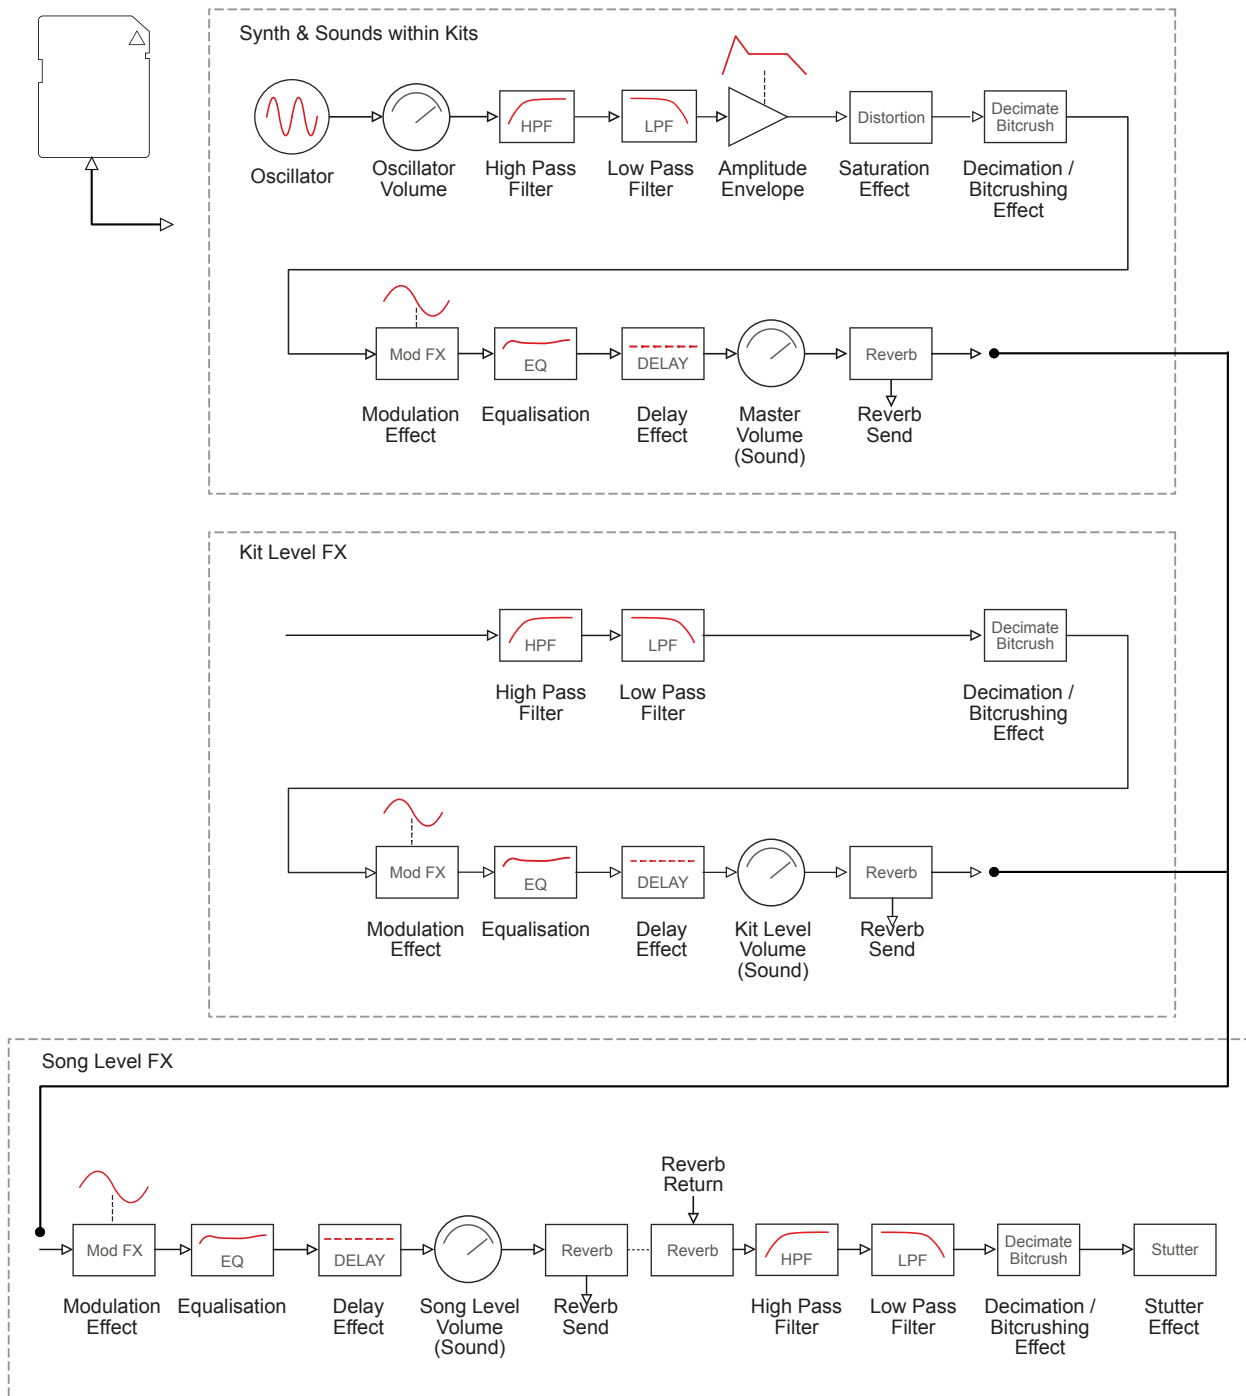 Synth & Sounds within Kits
HPF
LPF
Distortion
Decimate
Bitcrush
Oscillator
Oscillator
Volume
High Pass
Filter
Low Pass
Filter
Amplitude
Envelope
Saturation
Effect
Decimation /
Bitcrushing
Effect
Mod FX
EQ
DELAY
Reverb
Modulation
Effect
Equalisation
Delay
Effect
Master
Volume
(Sound)
Reverb
Send
Kit Level FX
HPF
LPF
Decimate
Bitcrush
High Pass
Filter
Low Pass
Filter
Decimation /
Bitcrushing
Effect
Mod FX
EQ
DELAY
Reverb
Modulation
Effect
Equalisation
Delay
Effect
Kit Level
Volume
(Sound)
Reverb
Send
Song Level FX
Reverb
Return
Mod FX
EQ
DELAY
Reverb
Reverb
HPF
LPF
Decimate
Bitcrush
Stutter
Modulation
Effect
Equalisation
Delay
Effect
Song Level
Volume
(Sound)
Reverb
Send
High Pass
Filter
Low Pass
Filter
Decimation /
Bitcrushing
Effect
Stutter
Effect